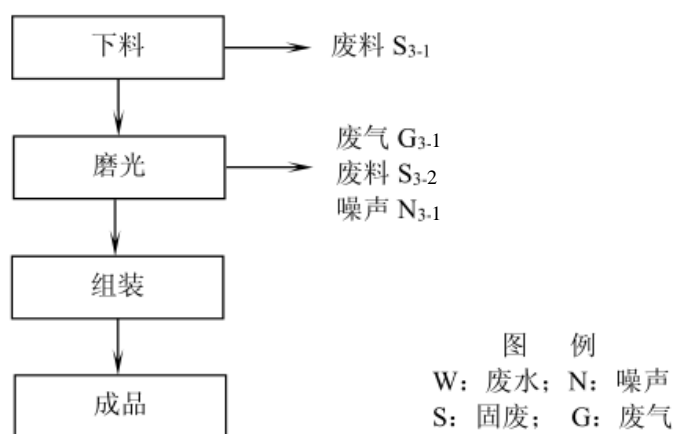 下料
废料 S3-1
磨光
废气 G3-1
废料 S3-2
噪声 N3-1
组装
成品
图 例
W：废水；N：噪声
S：固废； G：废气